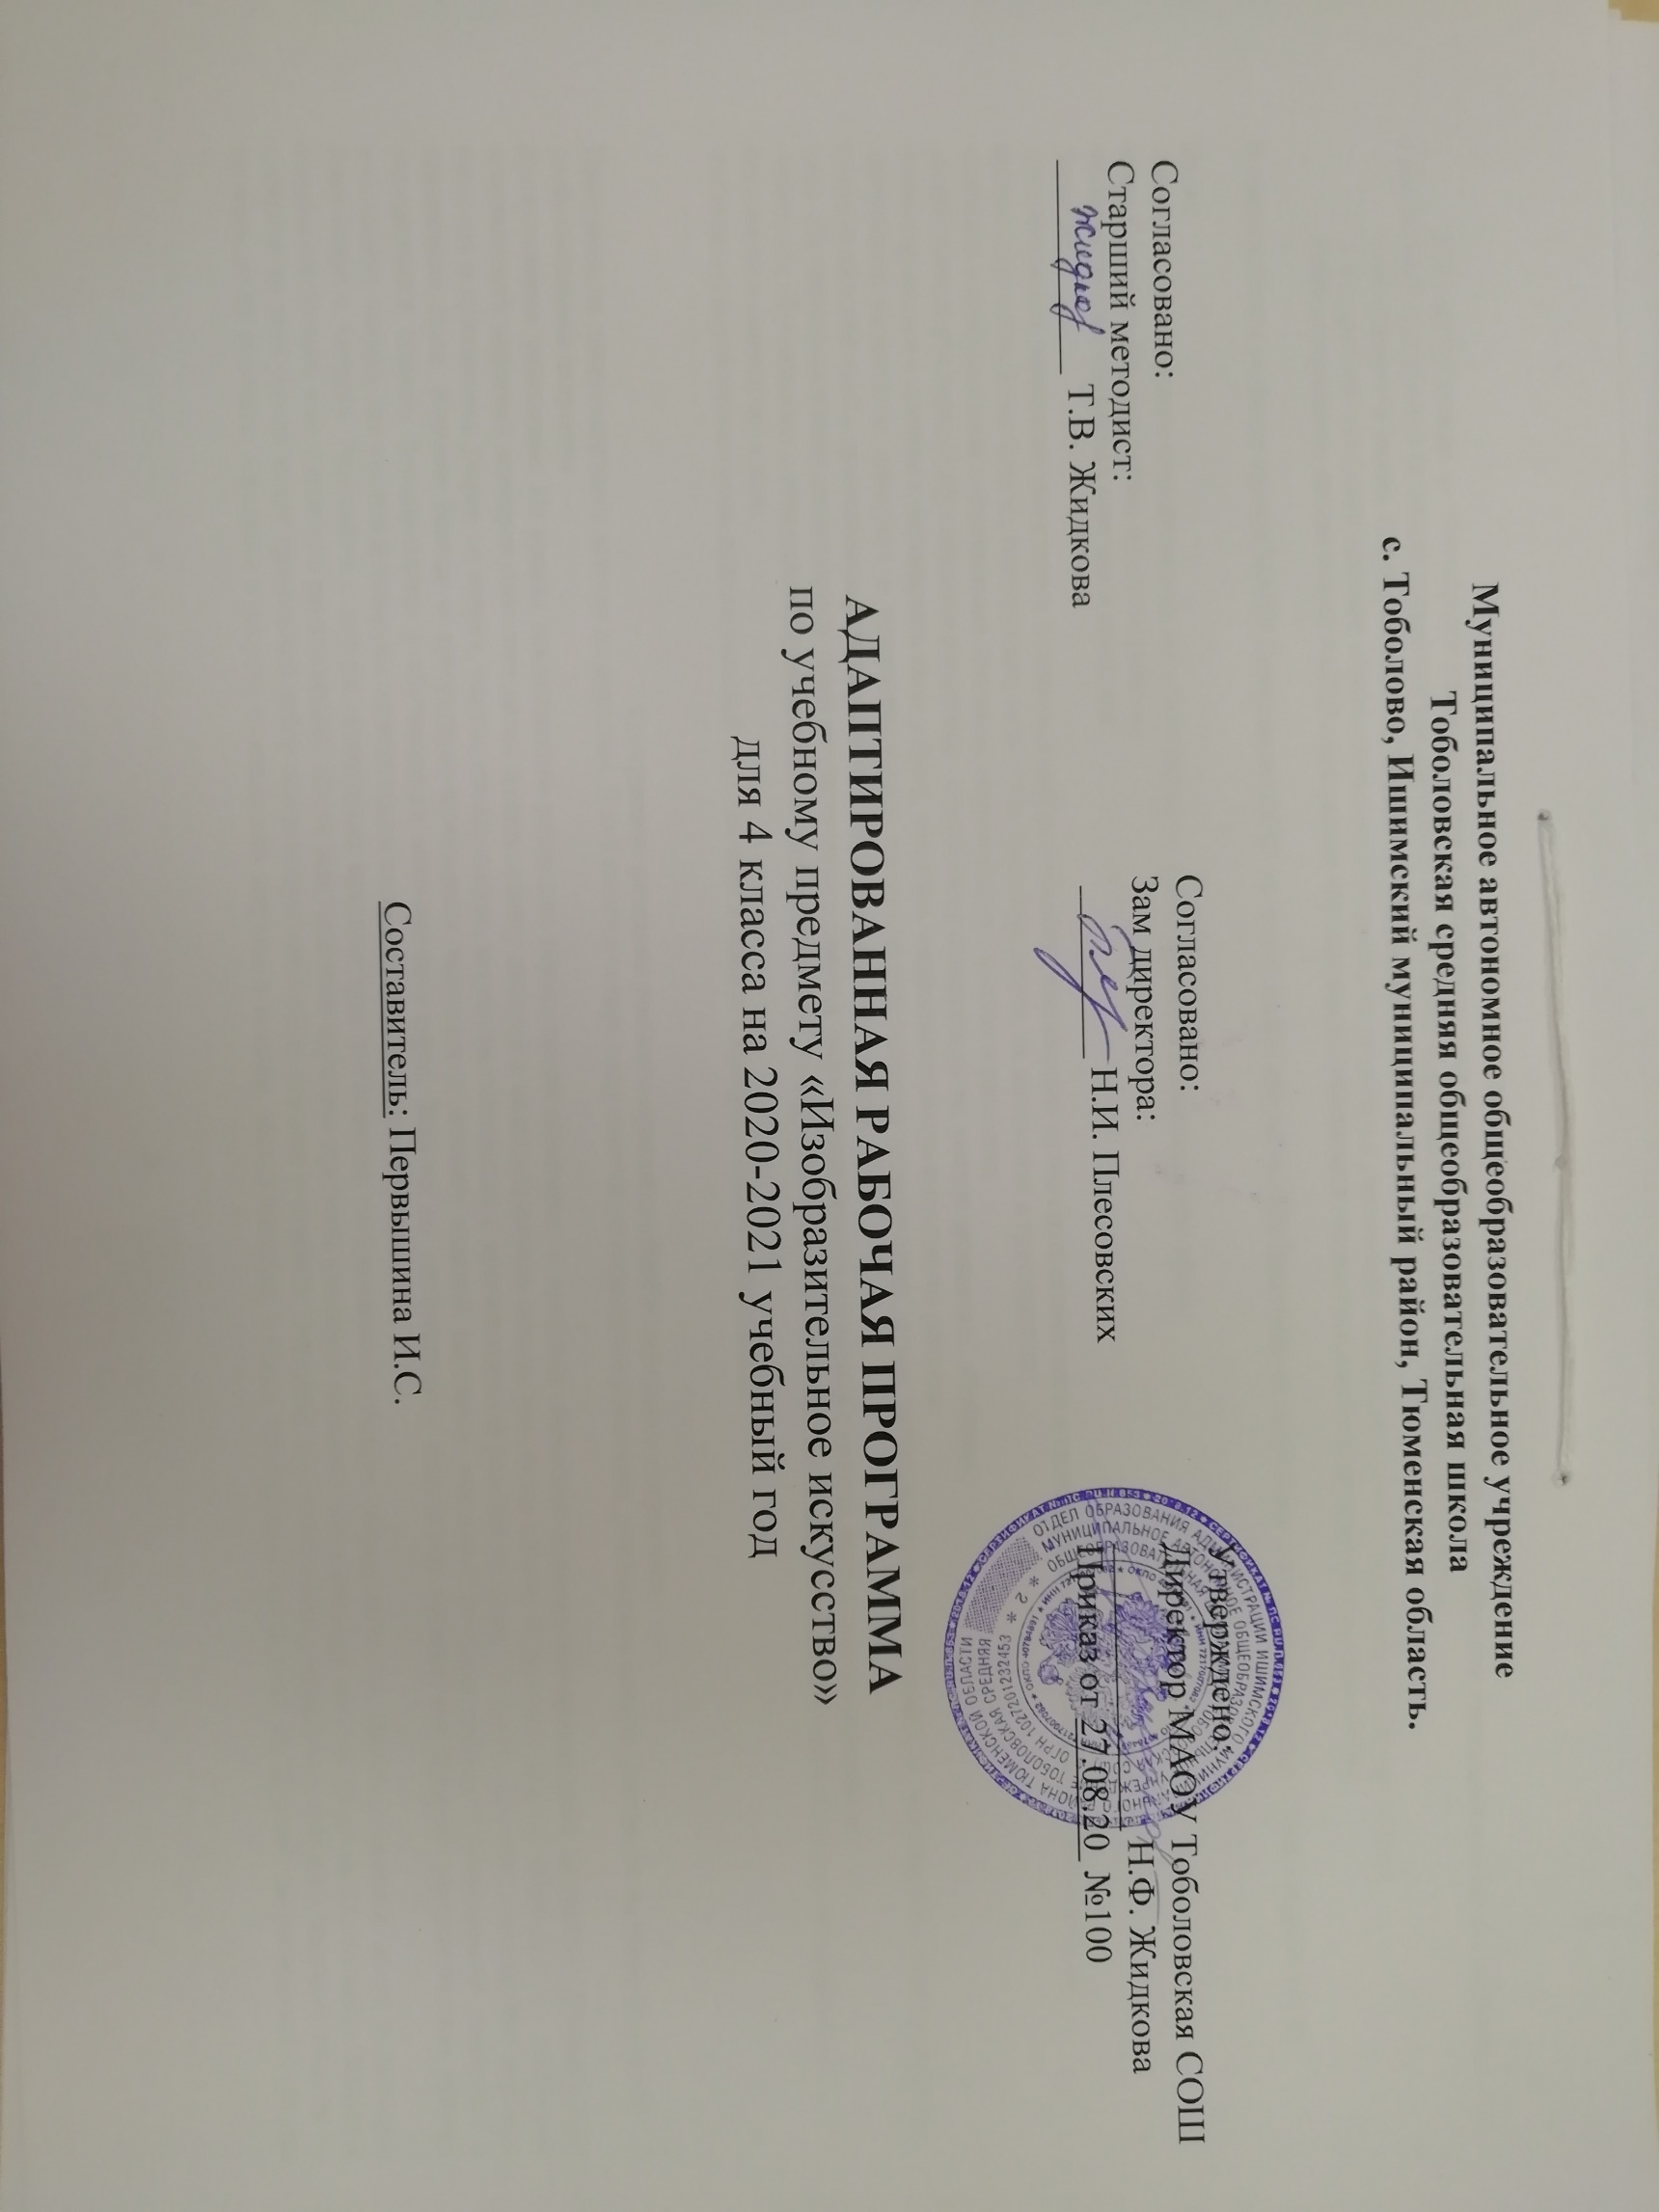 Муниципальное автономное общеобразовательное учреждение
Тоболовская средняя общеобразовательная школа
с. Тоболово, Ишимский муниципальный район, Тюменская область.
Согласовано:
Старший методист:
Т.В. Жидкова
Согласовано:
Зам директора:
Н.И. Плесовских
Утверждено:
Директор МАОУ Тоболовская СОШ
Н.Ф. Жидкова
Приказ от 27.08.20 №100
АДАПТИРОВАННАЯ РАБОЧАЯ ПРОГРАММА
по учебному предмету «Изобразительное искусство»
для 4 класса на 2020-2021 учебный год
Составитель: Первышина И.С.